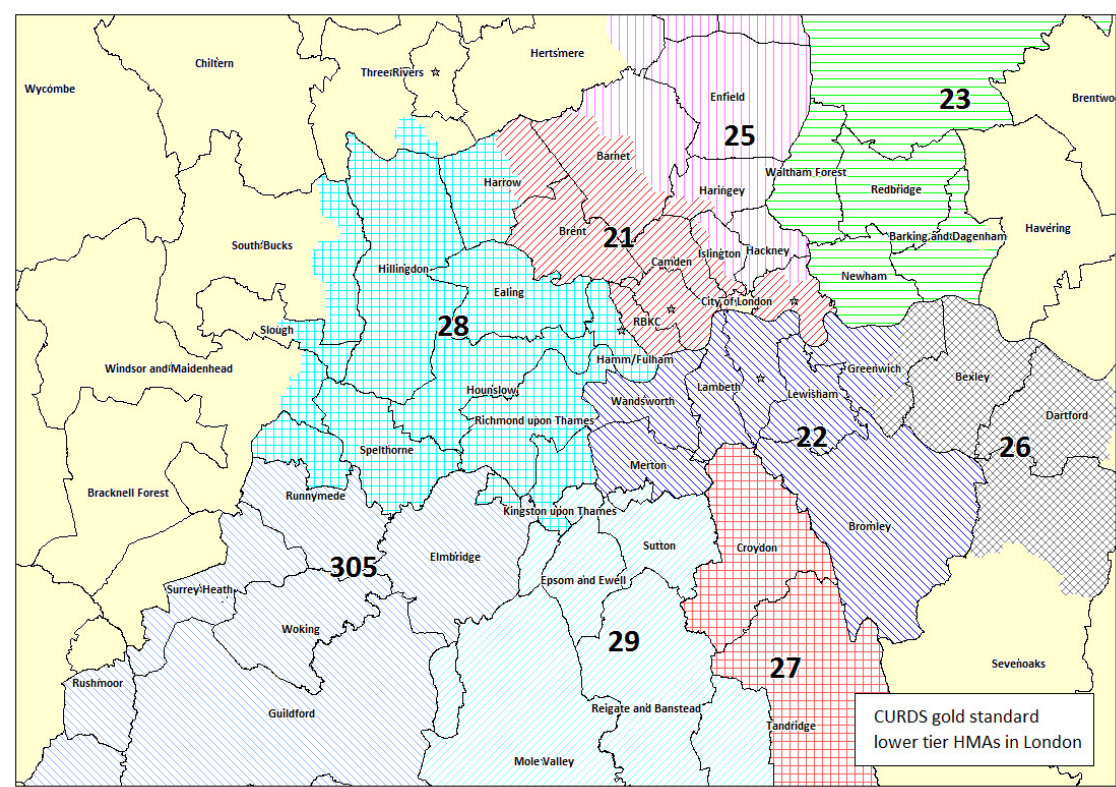 Hertsmere
Chiltern
Three Rivers
Wycombe
Enfield
23
Brentwo
25
Barnet
Waltham Forest
Harrow
Haringey
Redbridge
Havering
Brent
21
Barking and Dagenham
South Bucks
Islington
Hackney
Camden
Hillingdon
Newham
Ealing
City of London
28
RBKC
Slough
Hamm/Fulham
Windsor and Maidenhead
Greenwich
Bexley
Hounslow
Lambeth
Lewisham
Wandsworth
Dartford
Richmond upon Thames
22
26
Spelthorne
Merton
Bracknell Forest
Runnymede
Kingston upon Thames
Bromley
Sutton
Croydon
Elmbridge
305
Epsom and Ewell
Surrey Heath
Woking
29
27
Sevenoaks
Rushmoor
Guildford
Reigate and Banstead
Tandridge
CURDS gold standard
lower tier HMAs in London
Mole Valley